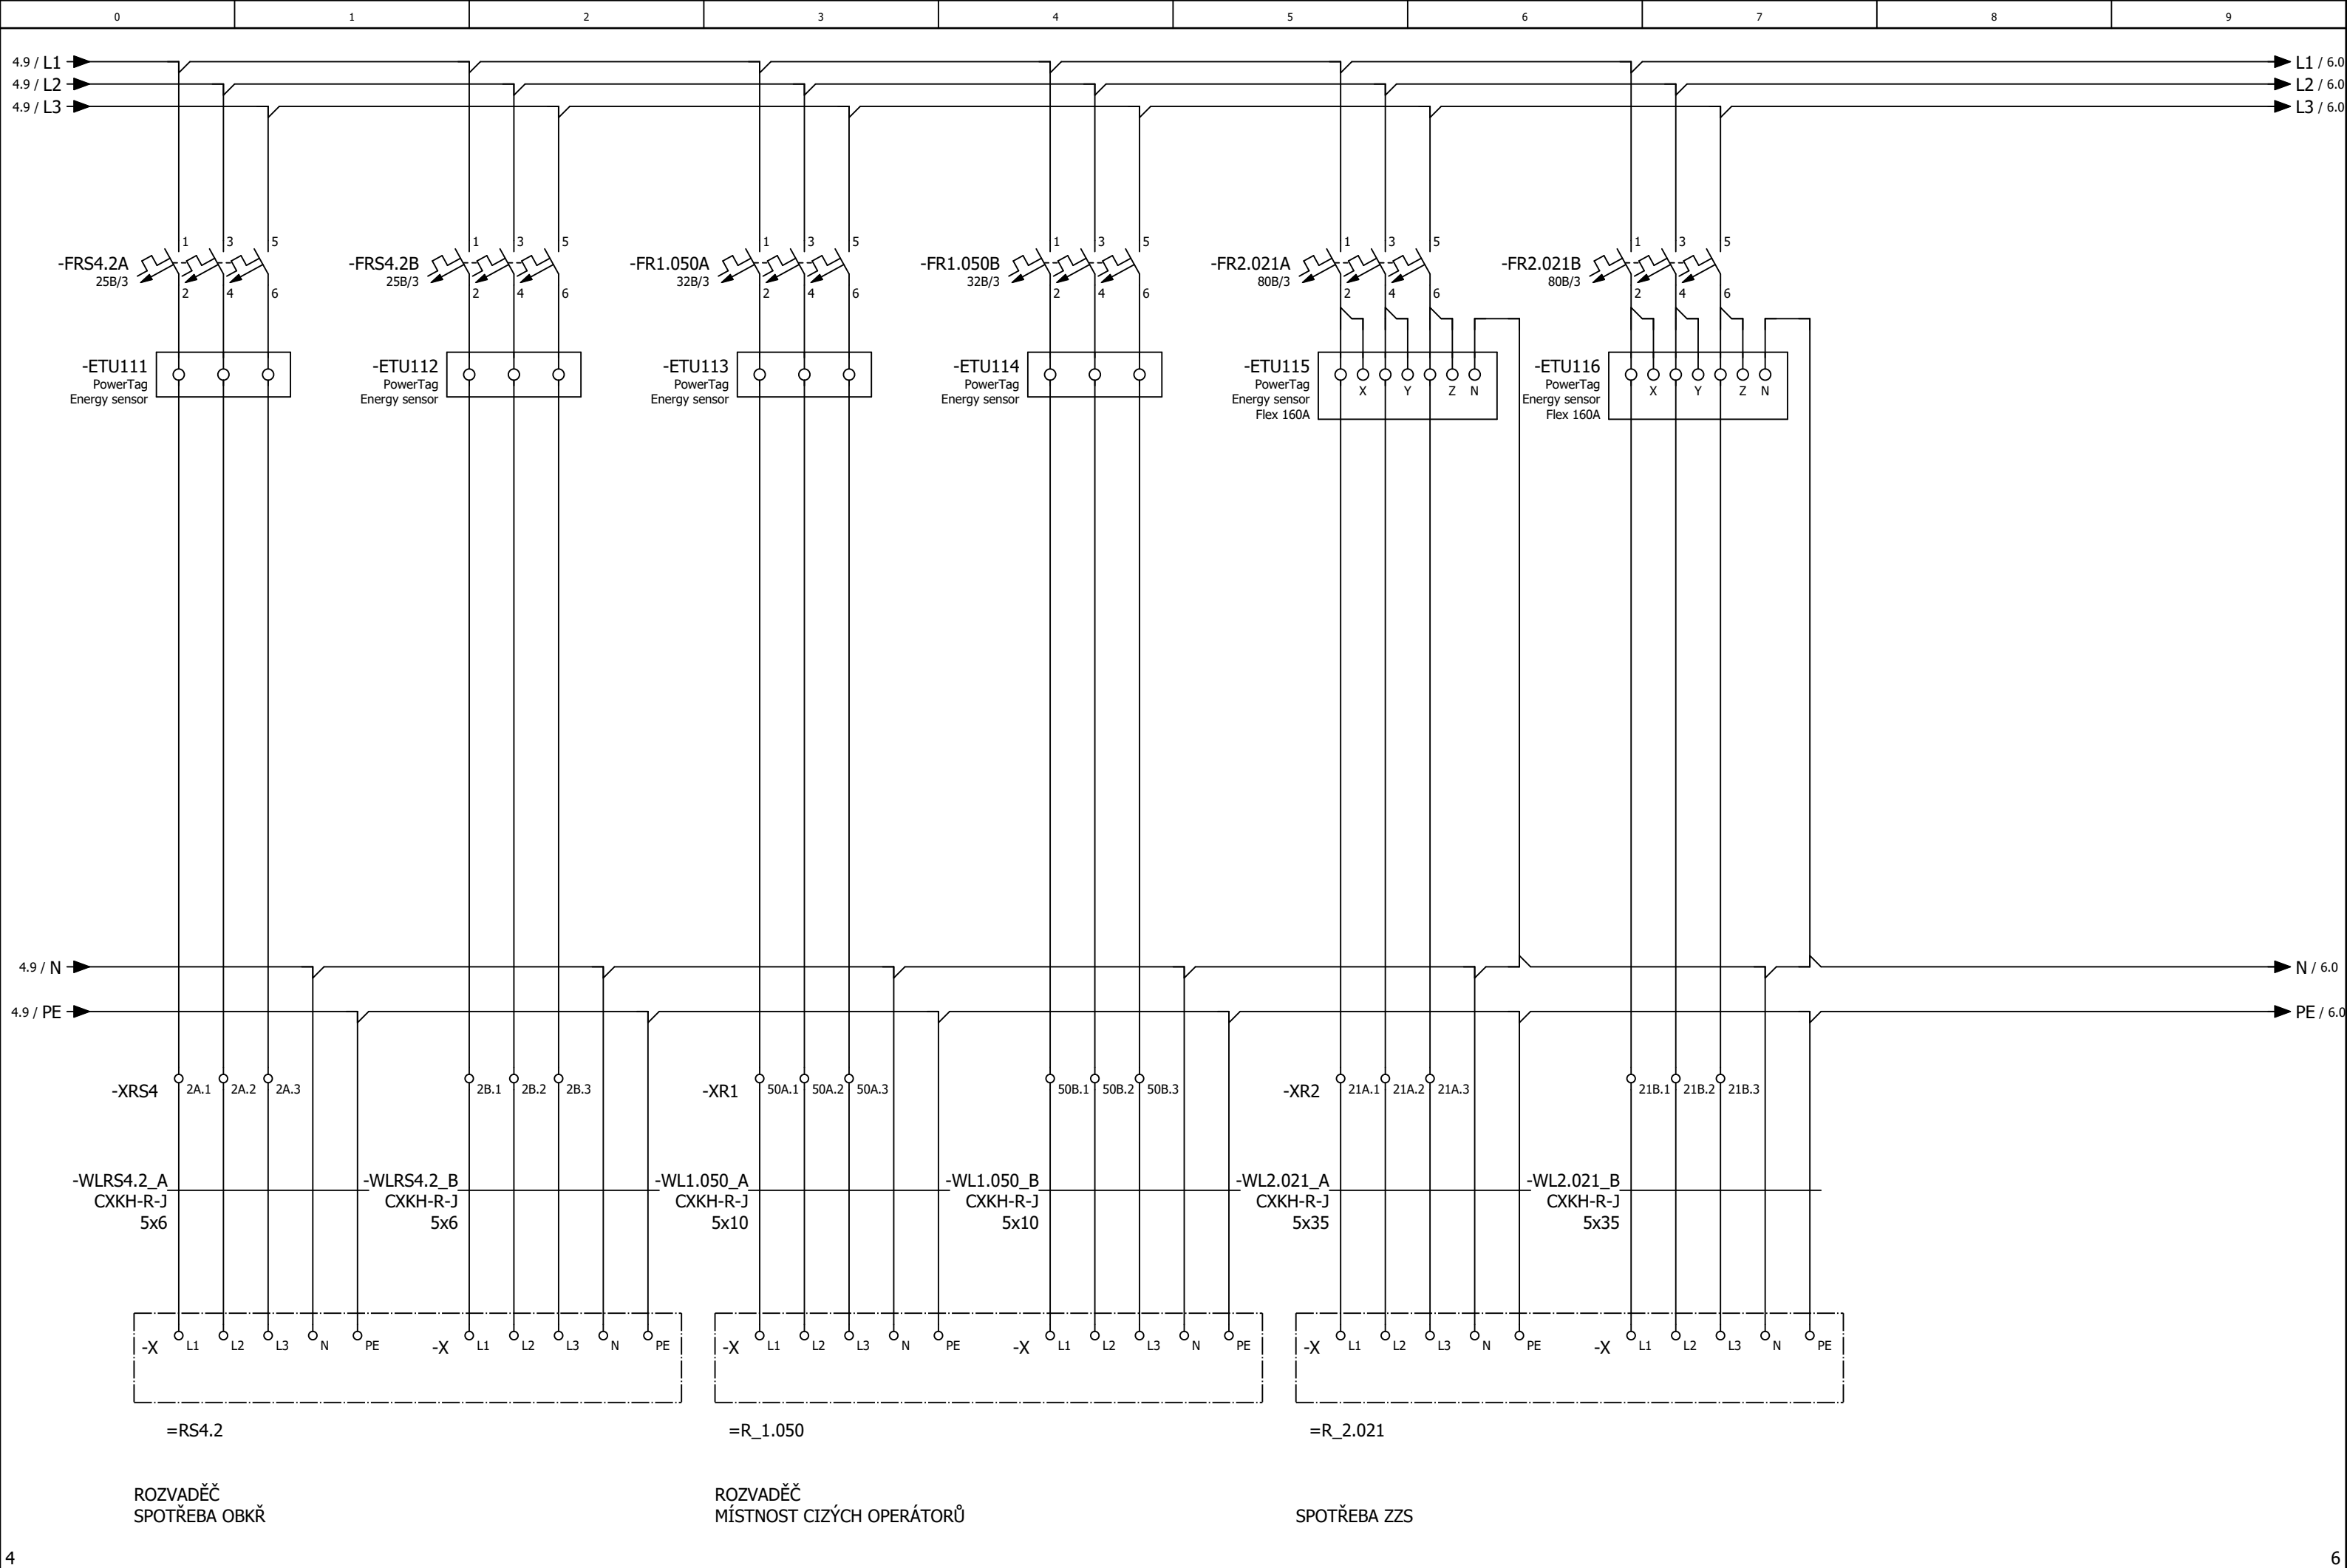 0 1 2 3 4 5 6 7 8 9
4.9 / L1 L1 / 6.0
4.9 / L2 L2 / 6.0
4.9 / L3 L3 / 6.0
1 3 5 1 3 5 1 3 5 1 3 5 1 3 5 1 3 5
-FRS4.2A -FRS4.2B -FR1.050A -FR1.050B -FR2.021A -FR2.021B
25B/3 25B/3 32B/3 32B/3 80B/3 80B/3
2 4 6 2 4 6 2 4 6 2 4 6 2 4 6 2 4 6
-ETU111 -ETU112 -ETU113 -ETU114 -ETU115 -ETU116
PowerTag PowerTag PowerTag PowerTag PowerTag PowerTag
X Y Z N X Y Z N
Energy sensor Energy sensor Energy sensor Energy sensor Energy sensor Energy sensor
Flex 160A Flex 160A
4.9 / N N / 6.0
4.9 / PE PE / 6.0
-XRS4 2A.1 2A.2 2A.3 2B.1 2B.2 2B.3 -XR1 50A.1 50A.2 50A.3 50B.1 50B.2 50B.3 -XR2 21A.1 21A.2 21A.3 21B.1 21B.2 21B.3
-WLRS4.2_A -WLRS4.2_B -WL1.050_A -WL1.050_B -WL2.021_A -WL2.021_B
CXKH-R-J CXKH-R-J CXKH-R-J CXKH-R-J CXKH-R-J CXKH-R-J
5x6 5x6 5x10 5x10 5x35 5x35
-X L1 L2 L3 N PE -X L1 L2 L3 N PE -X L1 L2 L3 N PE -X L1 L2 L3 N PE -X L1 L2 L3 N PE -X L1 L2 L3 N PE
=RS4.2 =R_1.050 =R_2.021
ROZVADĚČ ROZVADĚČ
SPOTŘEBA OBKŘ MÍSTNOST CIZÝCH OPERÁTORŮ SPOTŘEBA ZZS
4 6